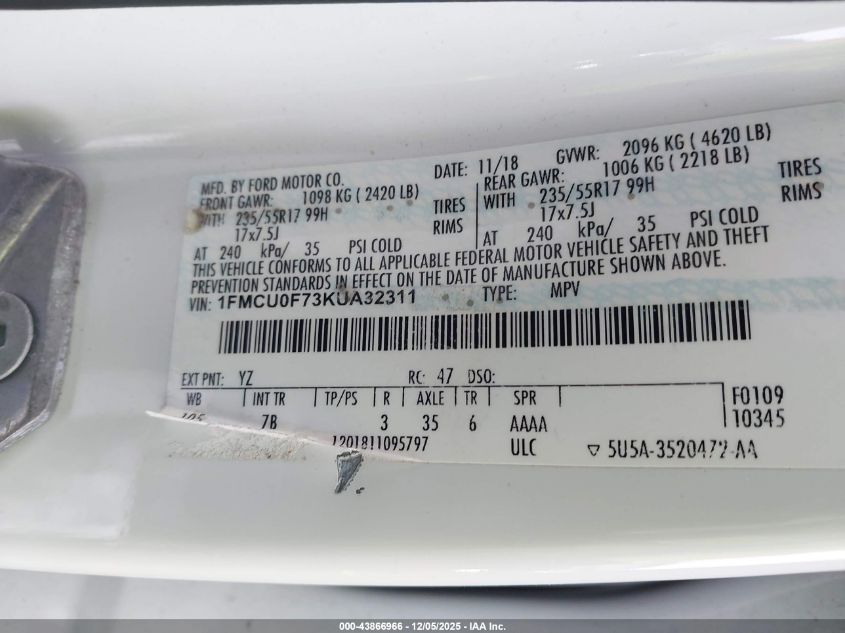 MFD. BY FORD MOTOR CO. DATE: 11/18 GVWR: 2096 KG ( 4620 LB)
FRONT GAWR: 1098 KG ( 2420 LB) REAR GAWR: 1006 KG ( 2218 LB)
WITH 235/55R17 99H TIRES WITH 235/55R17 99H TIRES
17x7.5J RIMS 17x7.5J RIMS
AT 240 kPa/ 35 PSI COLD AT 240 kPa/ 35 PSI COLD
THIS VEHICLE CONFORMS TO ALL APPLICABLE FEDERAL MOTOR VEHICLE SAFETY AND THEFT
PREVENTION STANDARDS IN EFFECT ON THE DATE OF MANUFACTURE SHOWN ABOVE.
VIN: 1FMCU0F73KUA32311 TYPE: MPV
EXT PNT: YZ RC: 47 DSO:
WB INT TR TP/PS R AXLE TR SPR F0109
105 7B 3 35 6 AAAA 10345
1201811095797 ULC ▽ 5U5A-3520472-AA
000-43866966 - 12/05/2025 - IAA Inc.